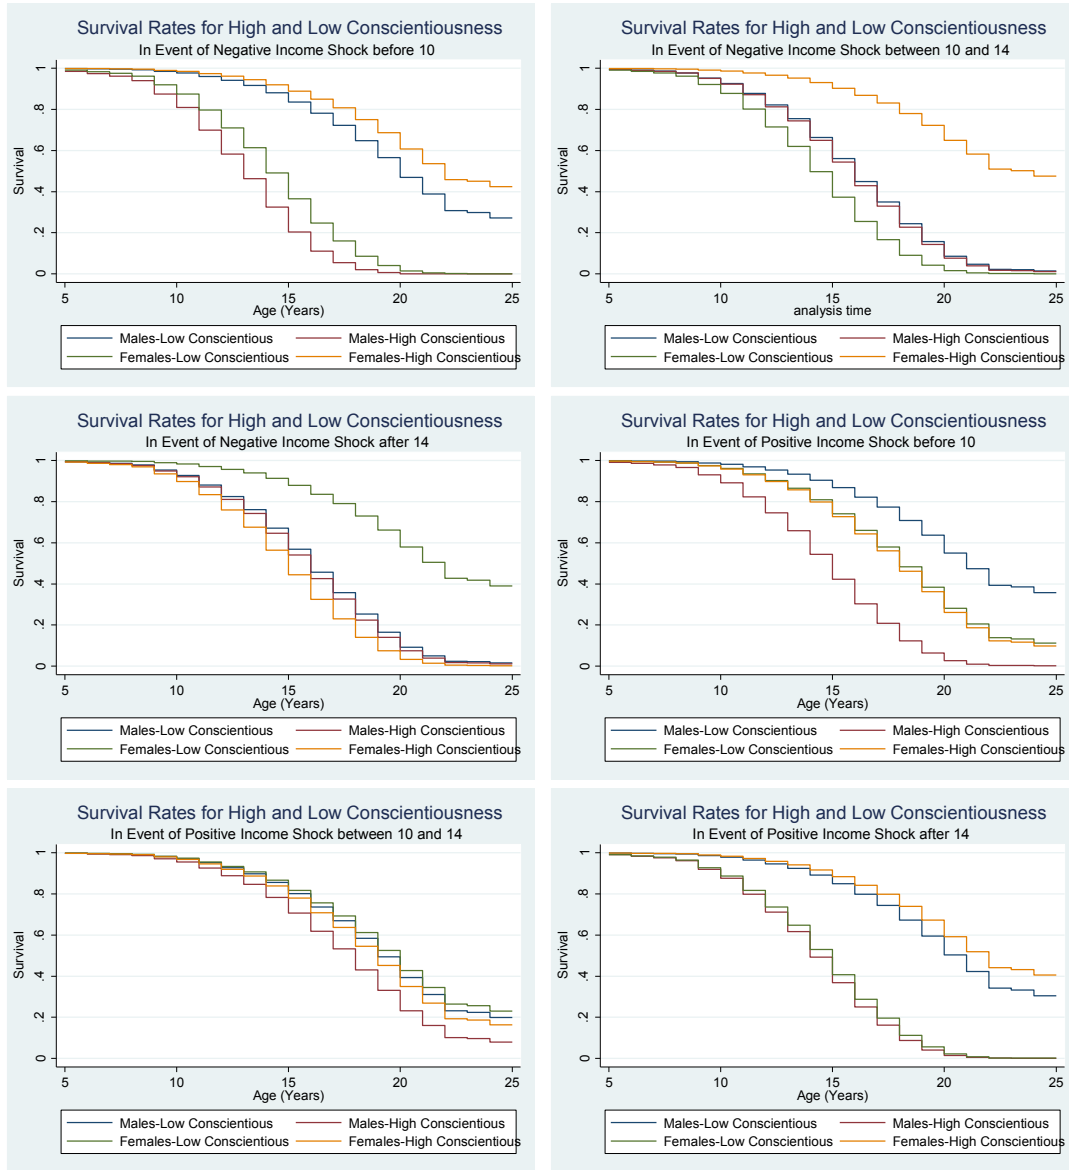 Survival Rates for High and Low Conscientiousness
In Event of Negative Income Shock before 10
Survival
0 .2 .4 .6 .8 1
5 10 15 20 25
Age (Years)
Males-Low Conscientious Males-High Conscientious
Females-Low Conscientious Females-High Conscientious
Survival Rates for High and Low Conscientiousness
In Event of Negative Income Shock between 10 and 14
Survival
0 .2 .4 .6 .8 1
5 10 15 20 25
analysis time
Males-Low Conscientious Males-High Conscientious
Females-Low Conscientious Females-High Conscientious
Survival Rates for High and Low Conscientiousness
In Event of Negative Income Shock after 14
Survival
0 .2 .4 .6 .8 1
5 10 15 20 25
Age (Years)
Males-Low Conscientious Males-High Conscientious
Females-Low Conscientious Females-High Conscientious
Survival Rates for High and Low Conscientiousness
In Event of Positive Income Shock before 10
Survival
0 .2 .4 .6 .8 1
5 10 15 20 25
Age (Years)
Males-Low Conscientious Males-High Conscientious
Females-Low Conscientious Females-High Conscientious
Survival Rates for High and Low Conscientiousness
In Event of Positive Income Shock between 10 and 14
Survival
0 .2 .4 .6 .8 1
5 10 15 20 25
Age (Years)
Males-Low Conscientious Males-High Conscientious
Females-Low Conscientious Females-High Conscientious
Survival Rates for High and Low Conscientiousness
In Event of Positive Income Shock after 14
Survival
0 .2 .4 .6 .8 1
5 10 15 20 25
Age (Years)
Males-Low Conscientious Males-High Conscientious
Females-Low Conscientious Females-High Conscientious